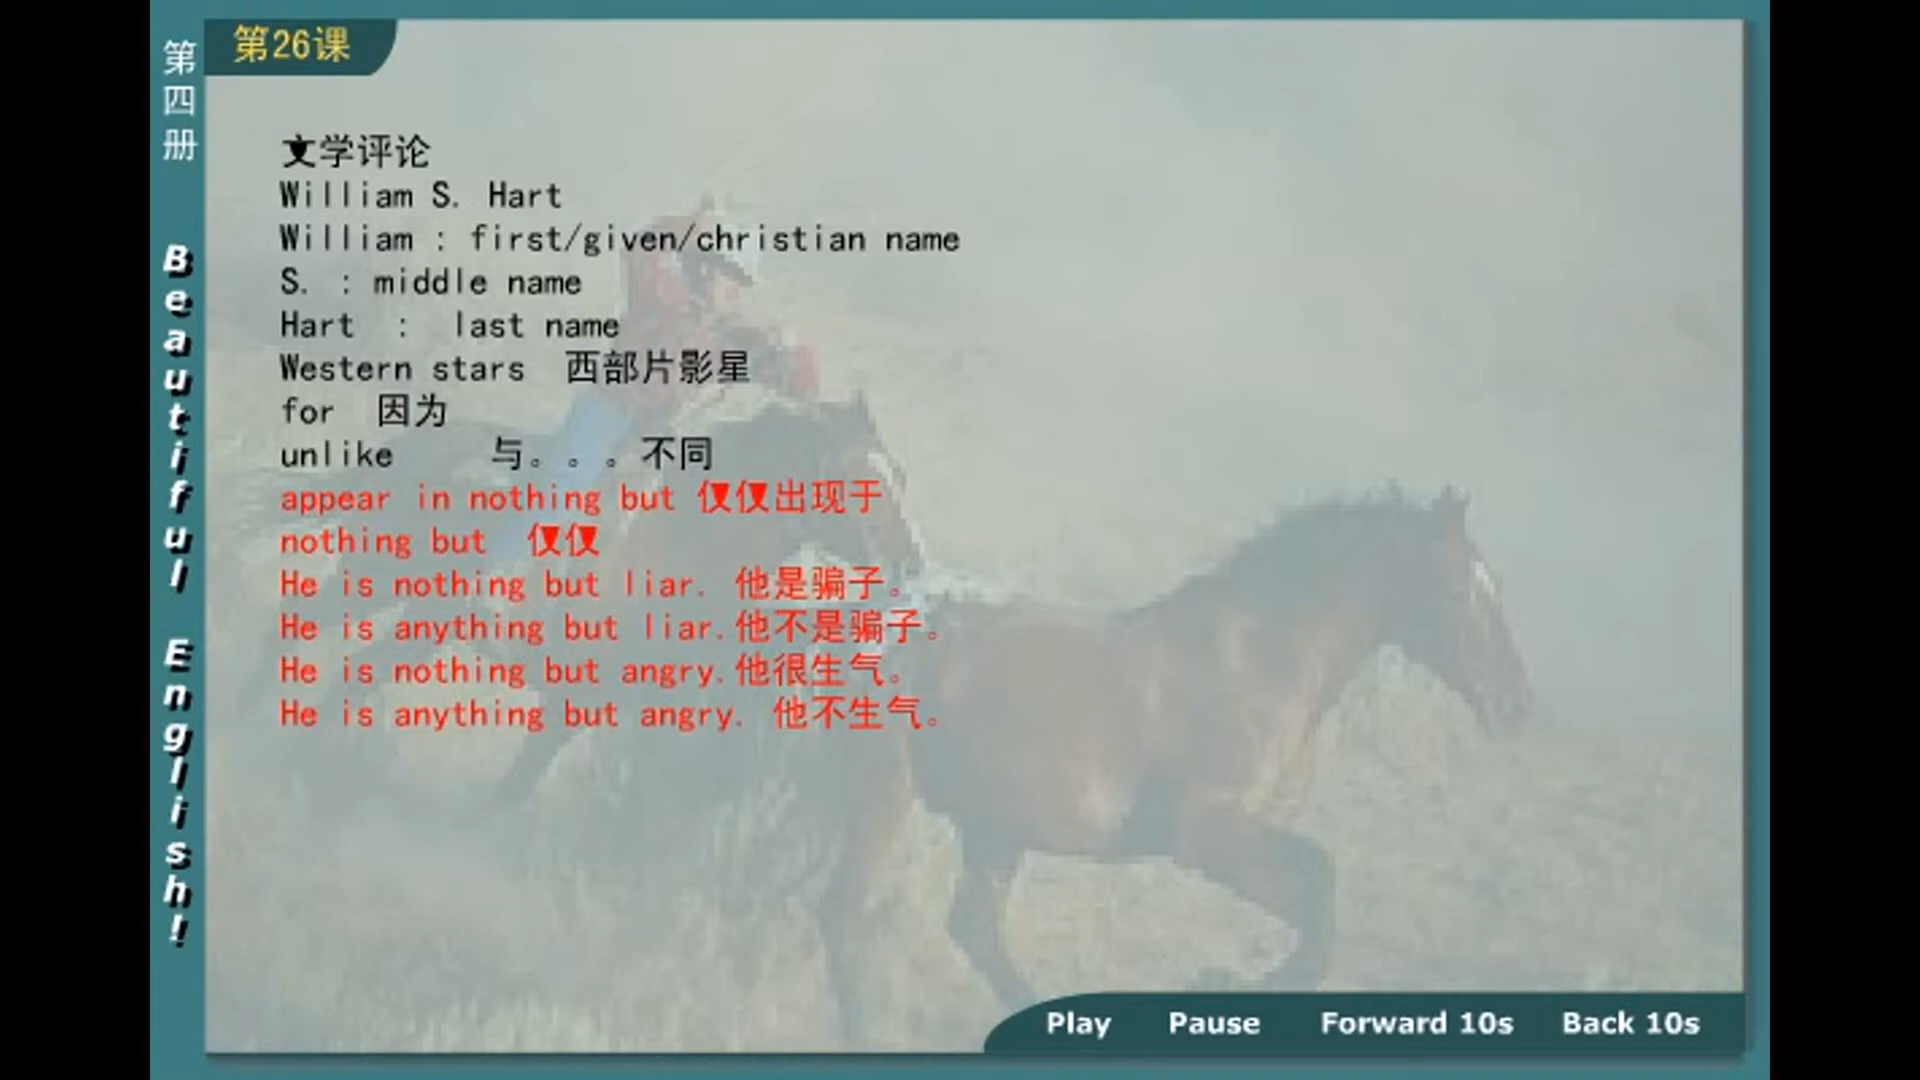 第四册 Beautiful English!
第26课
文学评论
William S. Hart
William : first/given/christian name
S. : middle name
Hart : last name
Western stars 西部片影星
for 因为
unlike 与。。。不同
appear in nothing but 仅仅出现于
nothing but 仅仅
He is nothing but liar. 他是骗子。
He is anything but liar.他不是骗子。
He is nothing but angry.他很生气。
He is anything but angry. 他不生气。
Play Pause Forward 10s Back 10s